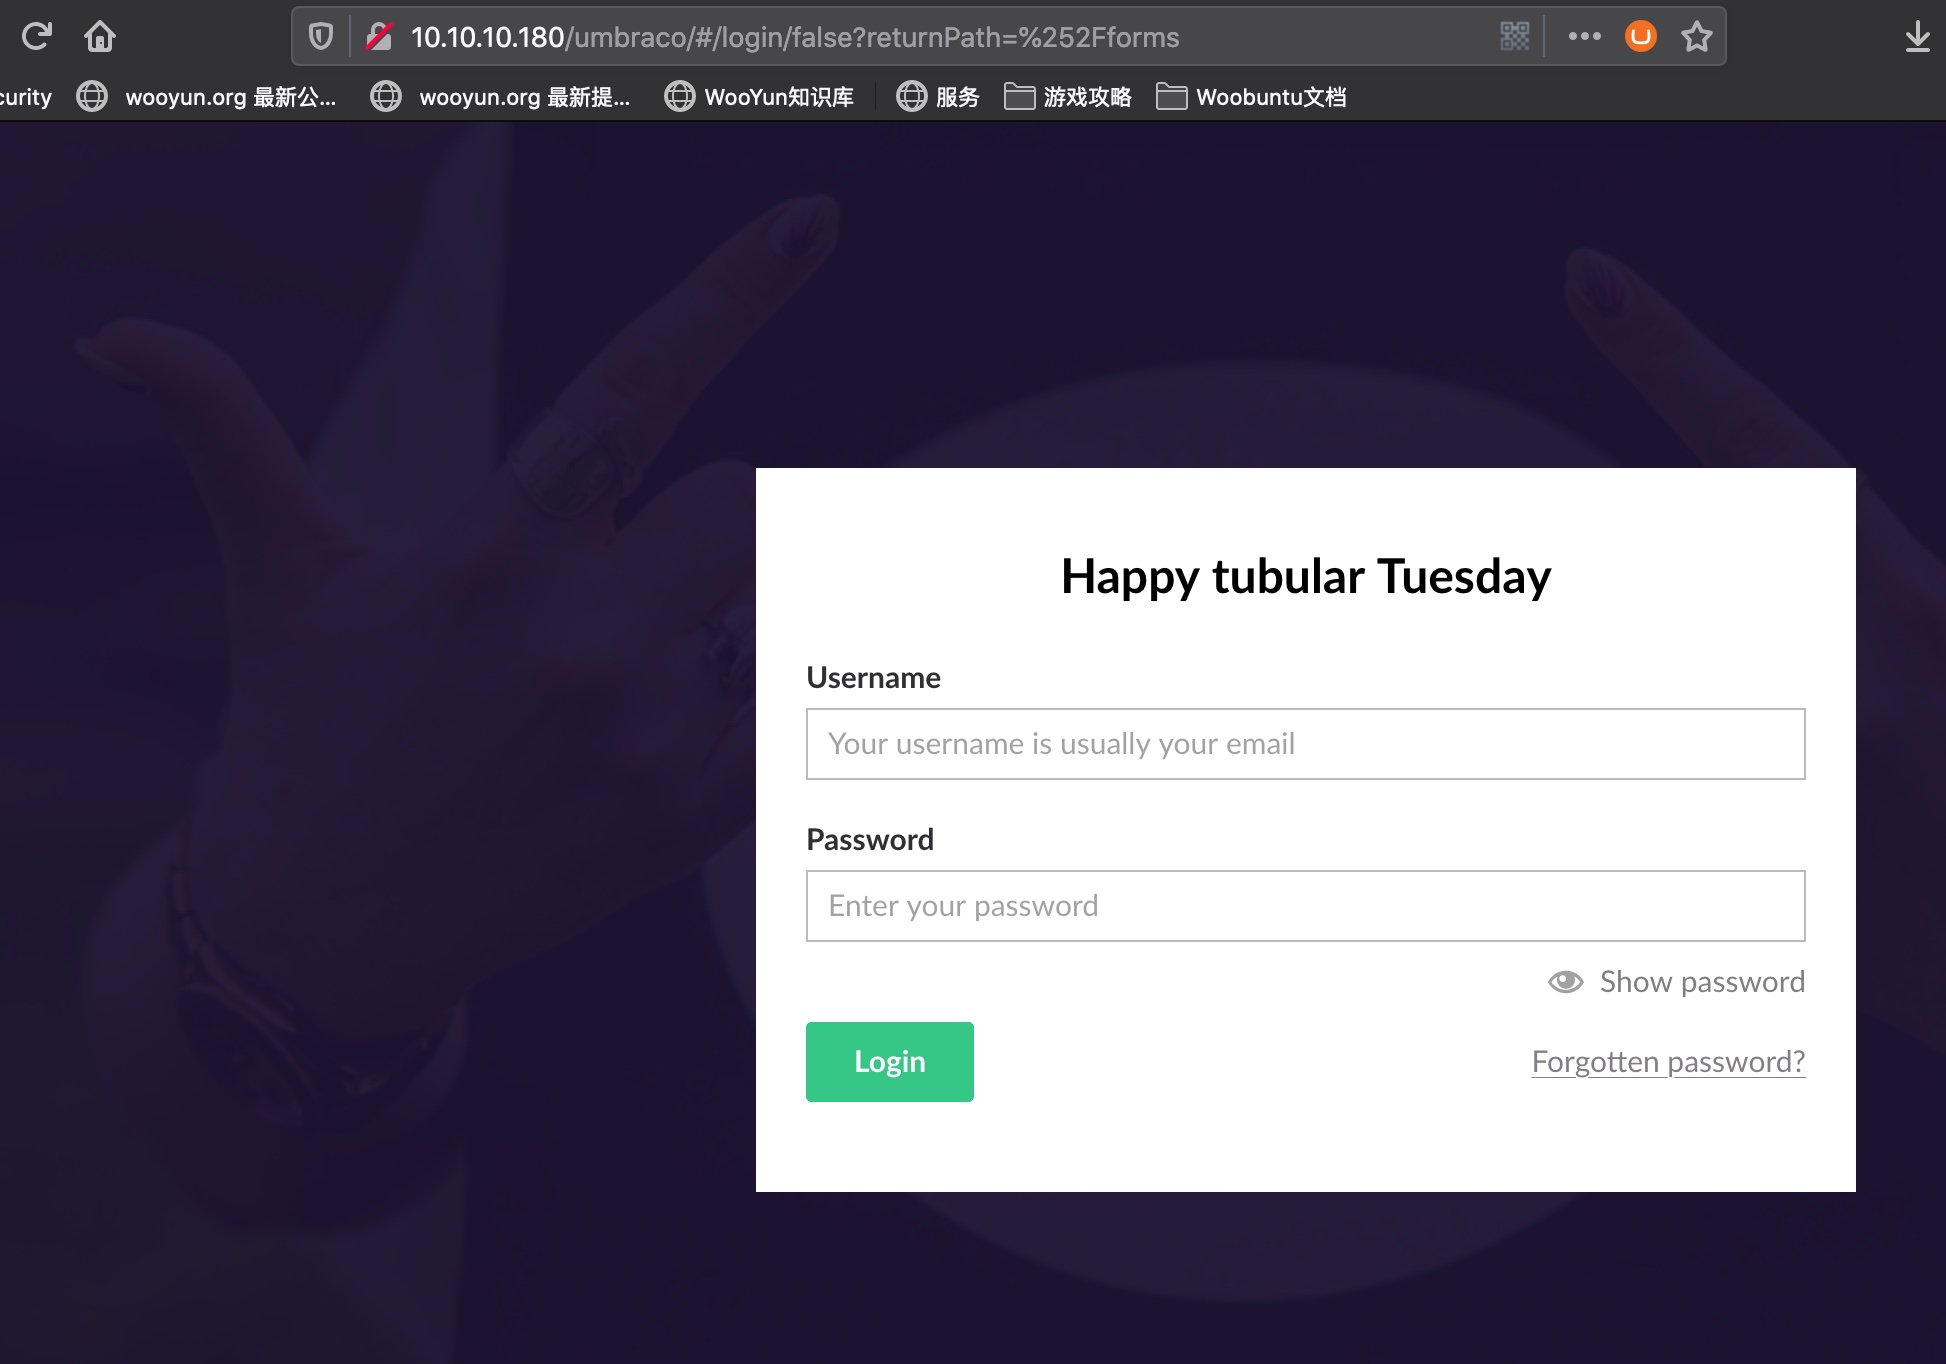 10.10.10.180/umbraco/#/login/false?returnPath=%252Fforms
curity wooyun.org 最新公... wooyun.org 最新提... WooYun知识库 服务 游戏攻略 Woobuntu文档
Happy tubular Tuesday
Username
Your username is usually your email
Password
Enter your password
Show password
Login Forgotten password?